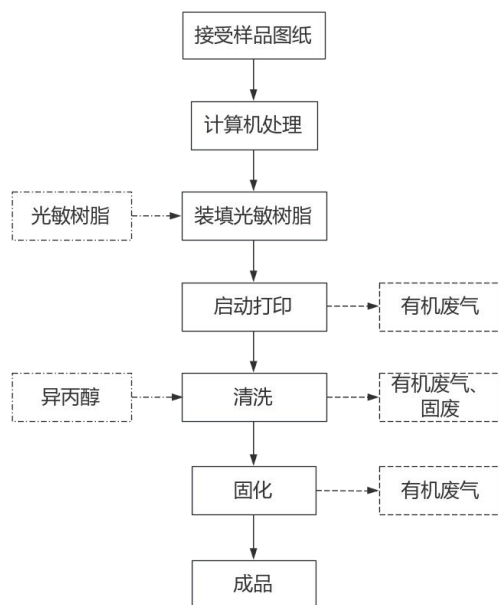 接受样品图纸
计算机处理
光敏树脂
装填光敏树脂
启动打印
有机废气
异丙醇
清洗
有机废气、
固废
固化
有机废气
成品